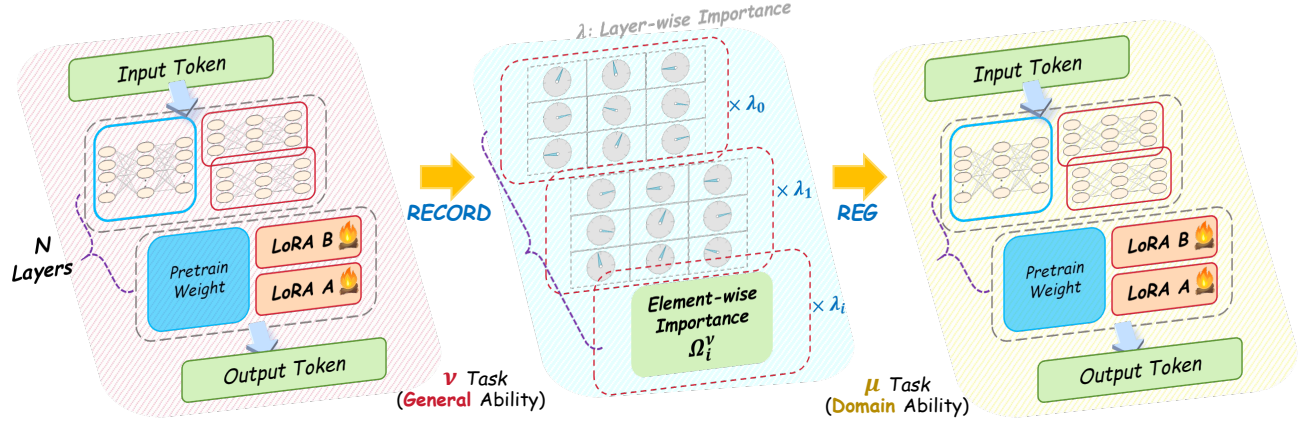 Input Token
N
Layers
Pretrain
Weight
LoRA B
LoRA A
Output Token
RECORD
ν Task
(General Ability)
λ: Layer-wise Importance
× λ0
× λ1
× λi
Element-wise
Importance
Ω_i^ν
REG
μ Task
(Domain Ability)
Input Token
Pretrain
Weight
LoRA B
LoRA A
Output Token